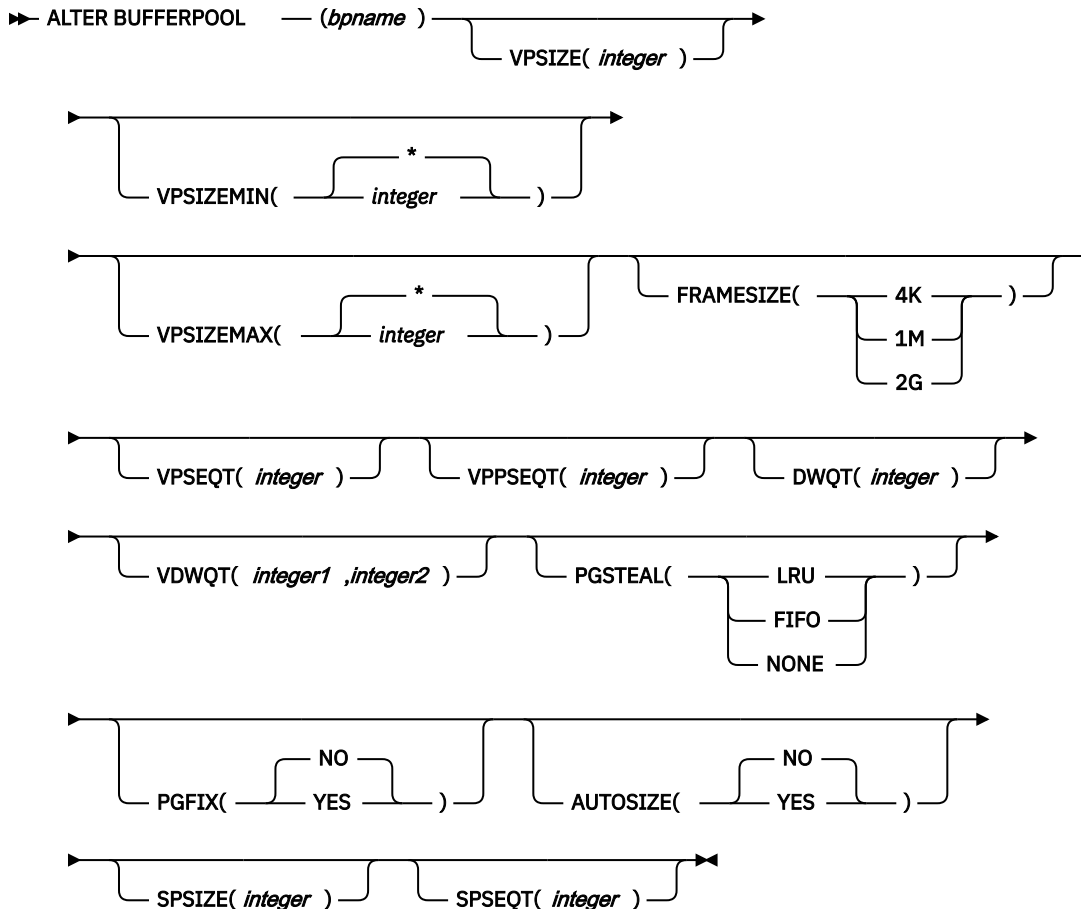 ALTER BUFFERPOOL (bpname )
VPSIZE( integer )
*
VPSIZEMIN( integer )
*
VPSIZEMAX( integer )
FRAMESIZE( 4K )
1M
2G
VPSEQT( integer ) VPPSEQT( integer ) DWQT( integer )
VDWQT( integer1 ,integer2 ) PGSTEAL( LRU )
FIFO
NONE
NO NO
PGFIX( YES ) AUTOSIZE( YES )
SPSIZE( integer ) SPSEQT( integer )